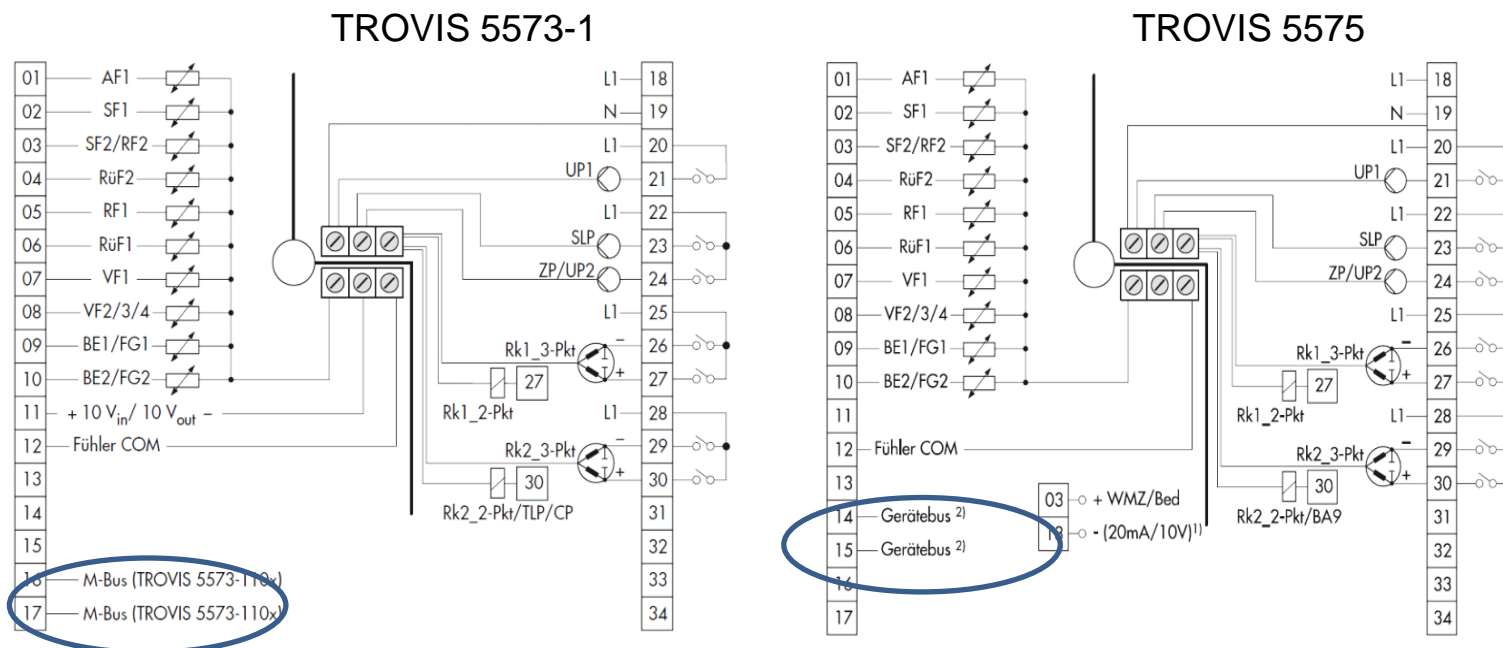 TROVIS 5573-1
01 AF1 L1 18
02 SF1 N 19
03 SF2/RF2 L1 20
04 RüF2 UP1 21
05 RF1 L1 22
06 RüF1 SLP 23
07 VF1 ZP/UP2 24
08 VF2/3/4 L1 25
09 BE1/FG1 Rk1_3-Pkt – 26
10 BE2/FG2 27 + 27
Rk1_2-Pkt
11 + 10 Vin/ 10 Vout – L1 28
12 Fühler COM Rk2_3-Pkt – 29
13 30 + 30
Rk2_2-Pkt/TLP/CP
14 31
15 32
16 M-Bus (TROVIS 5573-110x) 33
17 M-Bus (TROVIS 5573-110x) 34
TROVIS 5575
01 AF1 L1 18
02 SF1 N 19
03 SF2/RF2 L1 20
04 RüF2 UP1 21
05 RF1 L1 22
06 RüF1 SLP 23
07 VF1 ZP/UP2 24
08 VF2/3/4 L1 25
09 BE1/FG1 Rk1_3-Pkt – 26
10 BE2/FG2 27 + 27
Rk1_2-Pkt
11 L1 28
12 Fühler COM Rk2_3-Pkt – 29
13 03 + WMZ/Bed 30 + 30
Rk2_2-Pkt/BA9
14 Gerätebus 2) 31
15 Gerätebus 2) 13 - (20mA/10V)1) 32
16 33
17 34